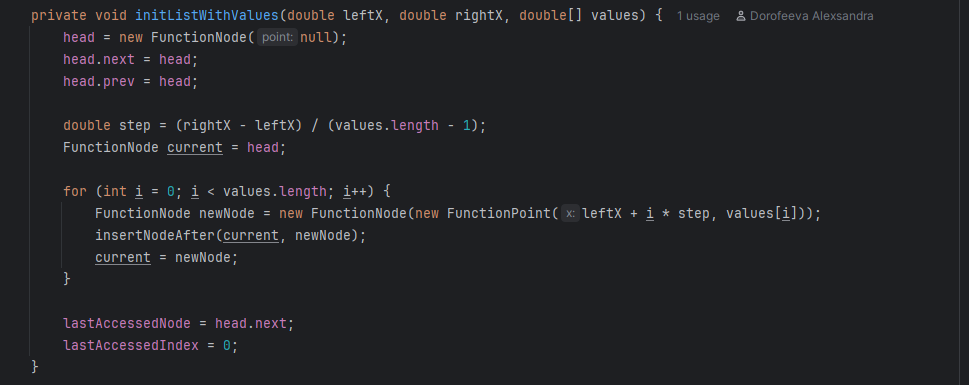 private void initListWithValues(double leftX, double rightX, double[] values) { 1 usage Dorofeeva Alexsandra
    head = new FunctionNode( point: null);
    head.next = head;
    head.prev = head;

    double step = (rightX - leftX) / (values.length - 1);
    FunctionNode current = head;

    for (int i = 0; i < values.length; i++) {
        FunctionNode newNode = new FunctionNode(new FunctionPoint( x: leftX + i * step, values[i]));
        insertNodeAfter(current, newNode);
        current = newNode;
    }

    lastAccessedNode = head.next;
    lastAccessedIndex = 0;
}